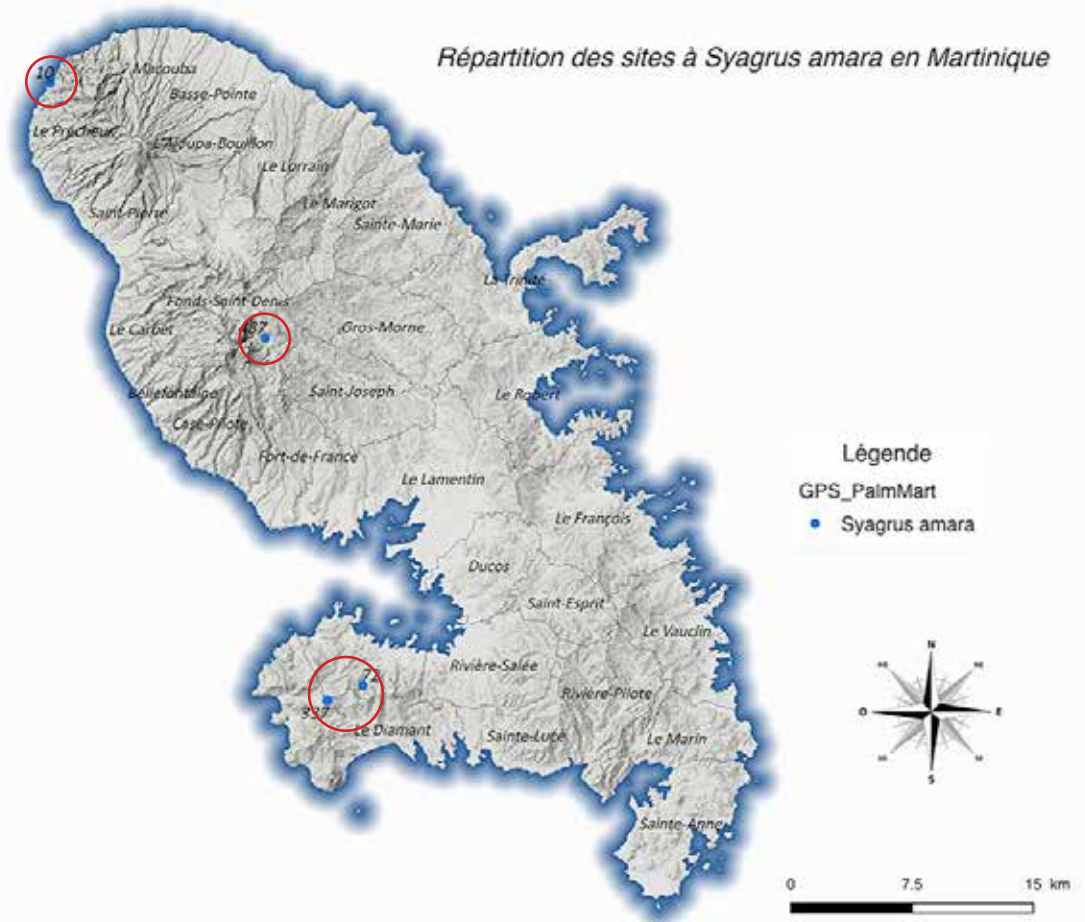 Répartition des sites à Syagrus amara en Martinique
10
Macouba
Basse-Pointe
Le Prêcheur
L'Ajoupa-Bouillon
Le Lorrain
Le Marigot
Saint-Pierre
Sainte-Marie
La Trinité
Fonds-Saint-Denis
Le Carbet
Gros-Morne
Saint-Joseph
Bellefontaine
Le Robert
Case-Pilote
Fort-de-France
Légende
Le Lamentin
GPS_PalmMart
Le François
Syagrus amara
Ducos
Saint-Esprit
Le Vauclin
N
Rivière-Salée
72
Rivière-Pilote
337
O
E
Le Diamant
Sainte-Luce
Le Marin
S
Sainte-Anne
0 7.5 15 km